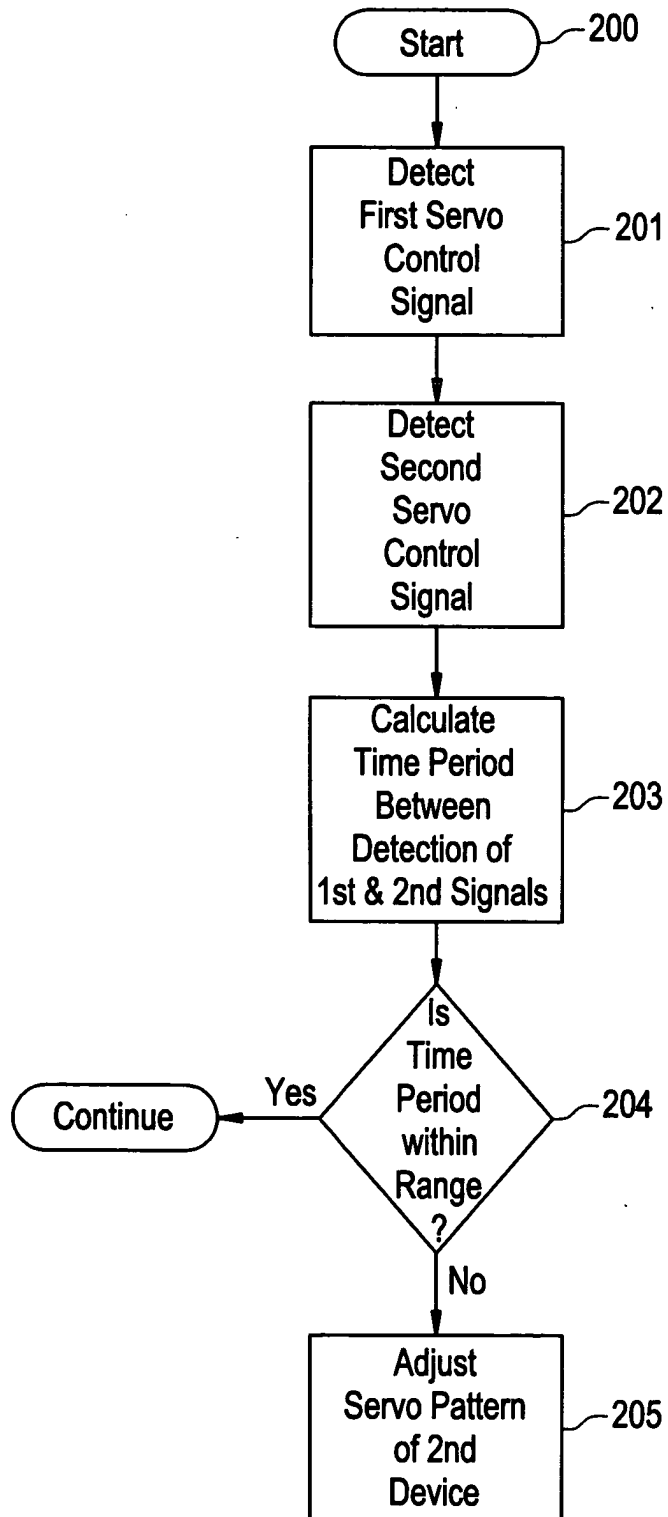 Start
200
Detect
First Servo
Control
Signal
201
Detect
Second
Servo
Control
Signal
202
Calculate
Time Period
Between
Detection of
1st & 2nd Signals
203
Is
Time
Period
within
Range
?
204
Yes
Continue
No
Adjust
Servo Pattern
of 2nd
Device
205